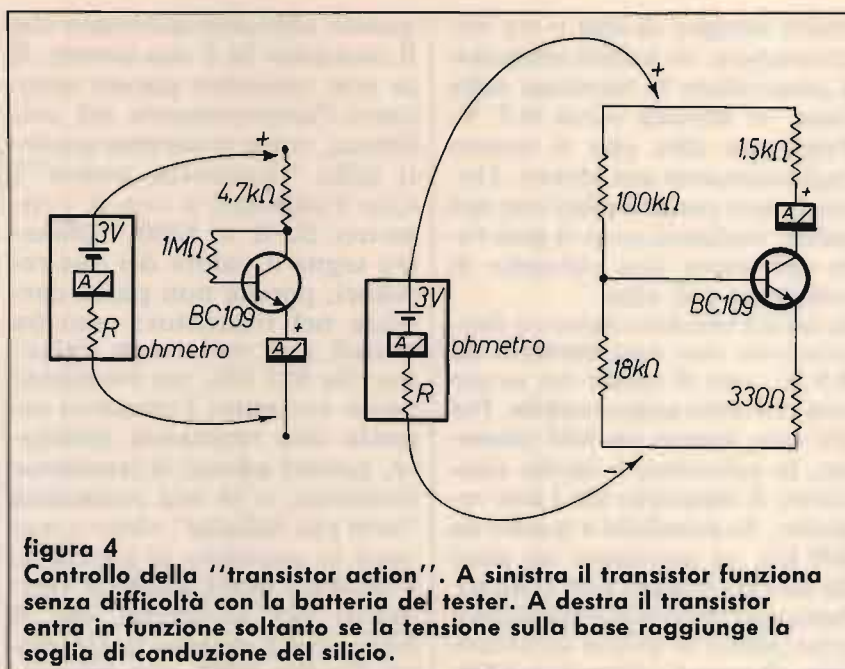 +
3V
A
R
ohmetro
4,7kΩ
1MΩ
BC109
+
A
-
+
3V
A
R
ohmetro
-
100kΩ
18kΩ
1,5kΩ
+
A
BC109
330Ω
figura 4
Controllo della ''transistor action''. A sinistra il transistor funziona
senza difficoltà con la batteria del tester. A destra il transistor
entra in funzione soltanto se la tensione sulla base raggiunge la
soglia di conduzione del silicio.